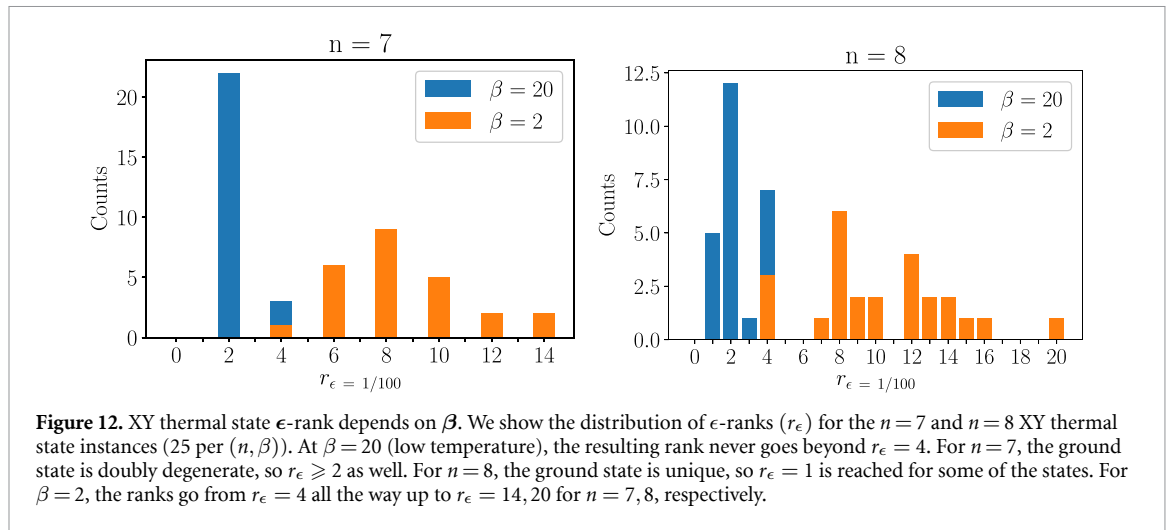 n = 7
20
15
10
5
0
Counts
β = 20
β = 2
0 2 4 6 8 10 12 14
r_ϵ = 1/100
n = 8
12.5
10.0
7.5
5.0
2.5
0.0
Counts
β = 20
β = 2
0 2 4 6 8 10 12 14 16 18 20
r_ϵ = 1/100
Figure 12. XY thermal state ϵ-rank depends on β. We show the distribution of ϵ-ranks (r_ϵ) for the n = 7 and n = 8 XY thermal
state instances (25 per (n, β)). At β = 20 (low temperature), the resulting rank never goes beyond r_ϵ = 4. For n = 7, the ground
state is doubly degenerate, so r_ϵ ⩾ 2 as well. For n = 8, the ground state is unique, so r_ϵ = 1 is reached for some of the states. For
β = 2, the ranks go from r_ϵ = 4 all the way up to r_ϵ = 14, 20 for n = 7, 8, respectively.